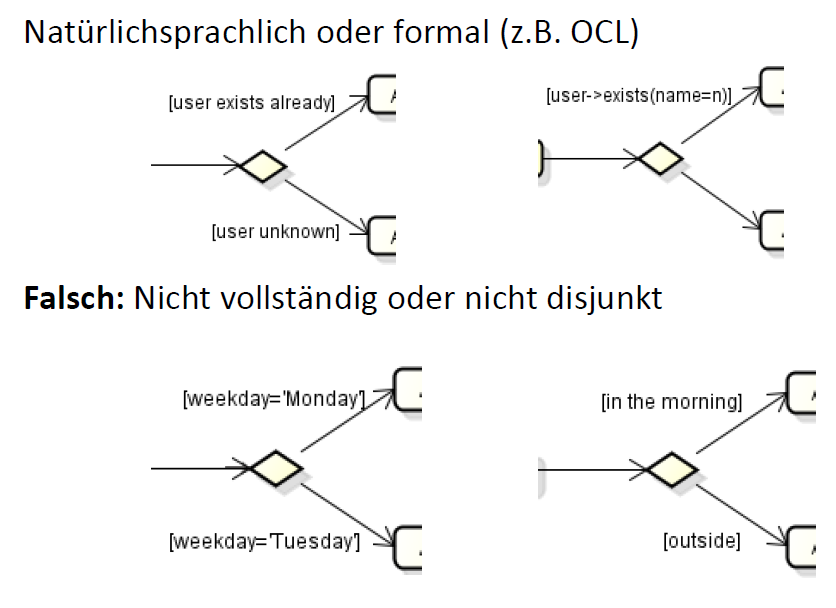 Natürlichsprachlich oder formal (z.B. OCL)
[user exists already]
[user->exists(name=n)]
[user unknown]
Falsch: Nicht vollständig oder nicht disjunkt
[weekday='Monday']
[in the morning]
[weekday='Tuesday']
[outside]